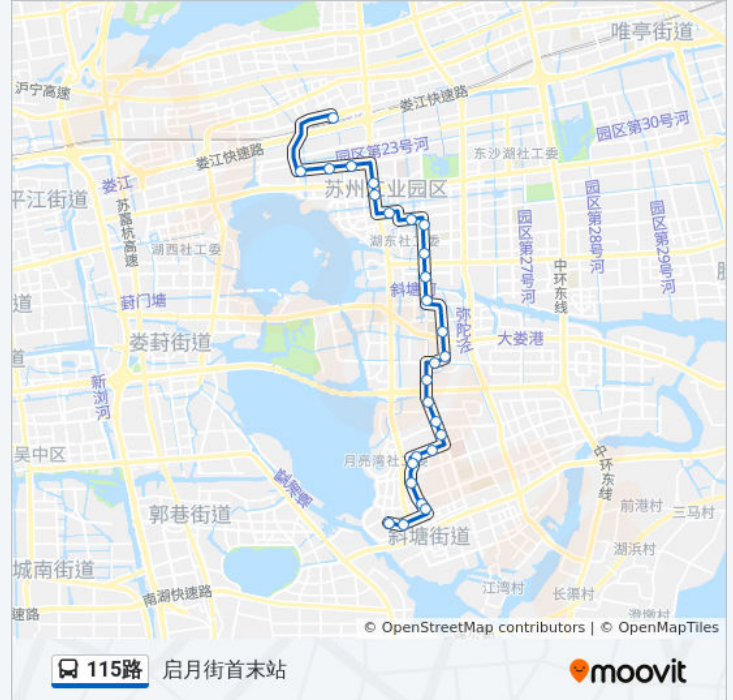 唯亭街道
沪宁高速
娄江快速路
园区第30号河
园区第23号河
东沙湖社工委
娄江快速路
娄江
平江街道
苏州工业园区
苏嘉杭高速
园区第27号河
园区第28号河
园区第29号河
湖东社工委
湖西社工委
中环东线
斜塘河
葑门塘
道
弥陀泾
大娄港
娄葑街道
道
新浏河
吴中区
月亮湾社工委
中环东线
郭巷街道
前港村
三马村
斜塘街道
湖浜村
城南街道
江湾村
长渠村
南湖快速路
速路
澄墩村
© OpenStreetMap contributors | © OpenMapTiles
115路 启月街首末站
moovit